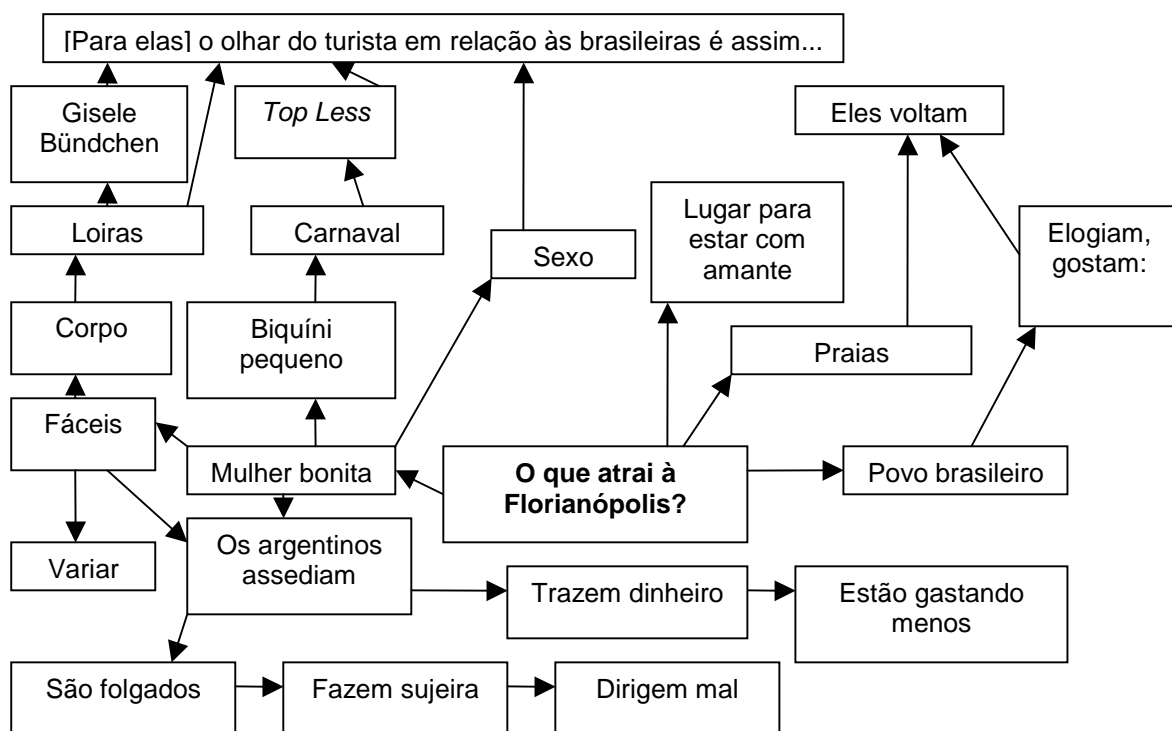 [Para elas] o olhar do turista em relação às brasileiras é assim...
Gisele
Bündchen
Top Less
Eles voltam
Loiras
Carnaval
Sexo
Lugar para
estar com
amante
Elogiam,
gostam:
Corpo
Biquíni
pequeno
Praias
Fáceis
Mulher bonita
O que atrai à
Florianópolis?
Povo brasileiro
Variar
Os argentinos
assediam
Trazem dinheiro
Estão gastando
menos
São folgados
Fazem sujeira
Dirigem mal